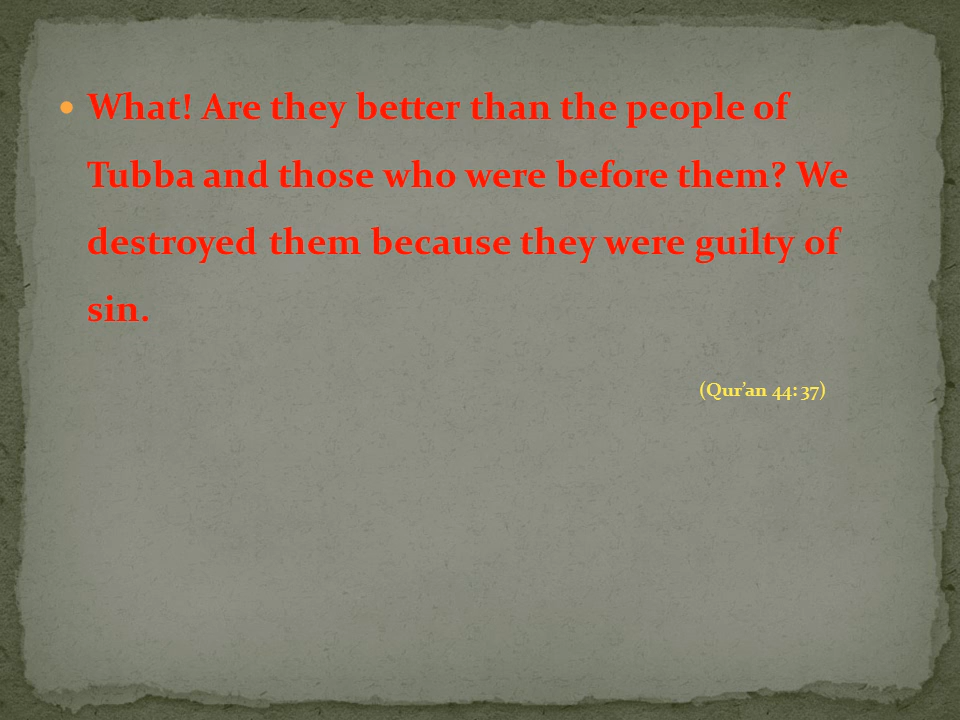 • What! Are they better than the people of
Tubba and those who were before them? We
destroyed them because they were guilty of
sin.
(Qur’an 44: 37)